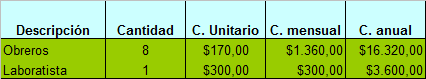 Descripción Cantidad C. Unitario C. mensual C. anual
Obreros 8 $170,00 $1.360,00 $16.320,00
Laboratista 1 $300,00 $300,00 $3.600,00